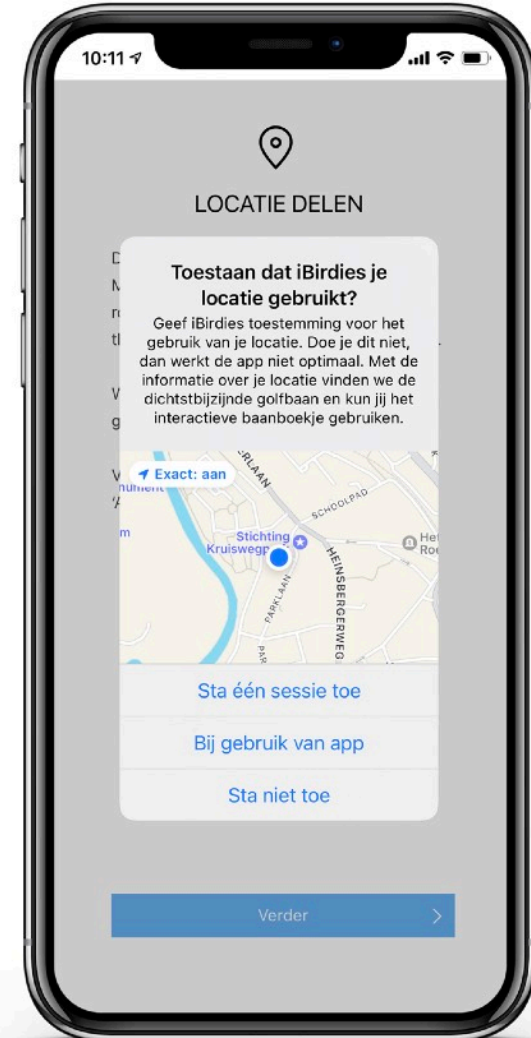 10:11
LOCATIE DELEN
Toestaan dat iBirdies je
locatie gebruikt?
Geef iBirdies toestemming voor het
gebruik van je locatie. Doe je dit niet,
dan werkt de app niet optimaal. Met de
informatie over je locatie vinden we de
dichtstbijzijnde golfbaan en kun jij het
interactieve baanboekje gebruiken.
Exact: aan
SCHOOLPAD
Stichting
HEINSBERGERWEG
PARKLAAN
Sta één sessie toe
Bij gebruik van app
Sta niet toe
Verder